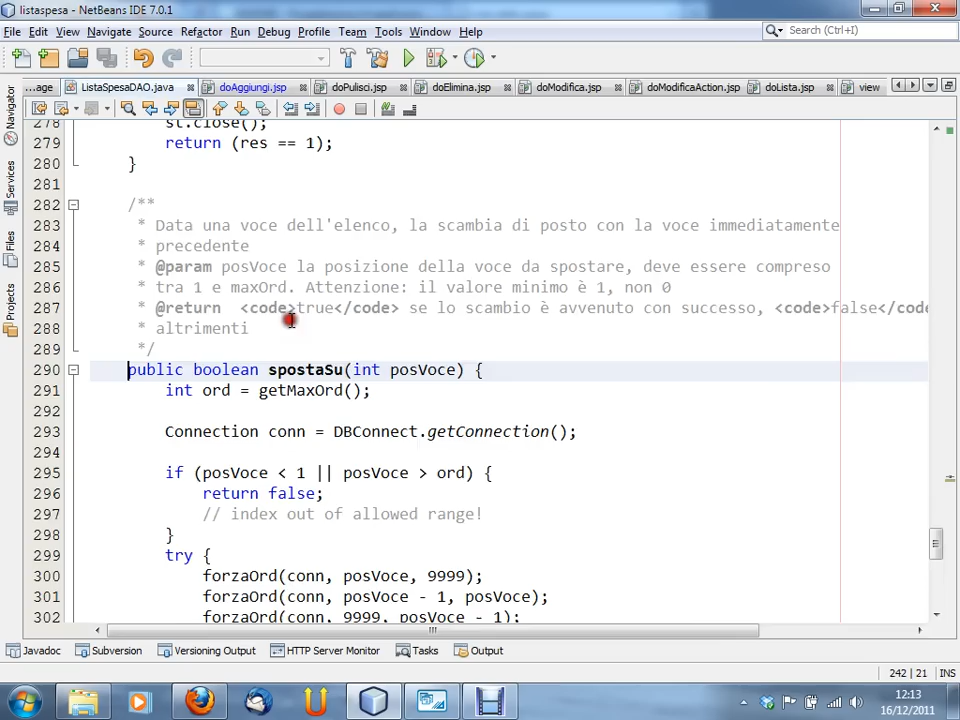 listaspesa - NetBeans IDE 7.0.1
File Edit View Navigate Source Refactor Run Debug Profile Team Tools Window Help
Search (Ctrl+I)
...age ListaSpesaDAO.java doAggiungi.jsp doPulisci.jsp doElimina.jsp doModifica.jsp doModificaAction.jsp doLista.jsp view
Navigator
Services
Files
Projects
278 st.close();
279 return (res == 1);
280 }
281
282 /**
283 * Data una voce dell'elenco, la scambia di posto con la voce immediatamente
284 * precedente
285 * @param posVoce la posizione della voce da spostare, deve essere compreso
286 * tra 1 e maxOrd. Attenzione: il valore minimo è 1, non 0
287 * @return <code>true</code> se lo scambio è avvenuto con successo, <code>false</code
288 * altrimenti
289 */
290 public boolean spostaSu(int posVoce) {
291 int ord = getMaxOrd();
292
293 Connection conn = DBConnect.getConnection();
294
295 if (posVoce < 1 || posVoce > ord) {
296 return false;
297 // index out of allowed range!
298 }
299 try {
300 forzaOrd(conn, posVoce, 9999);
301 forzaOrd(conn, posVoce - 1, posVoce);
302 forzaOrd(conn, 9999, posVoce - 1);
Javadoc Subversion Versioning Output HTTP Server Monitor Tasks Output
242 | 21 INS
12:13
16/12/2011